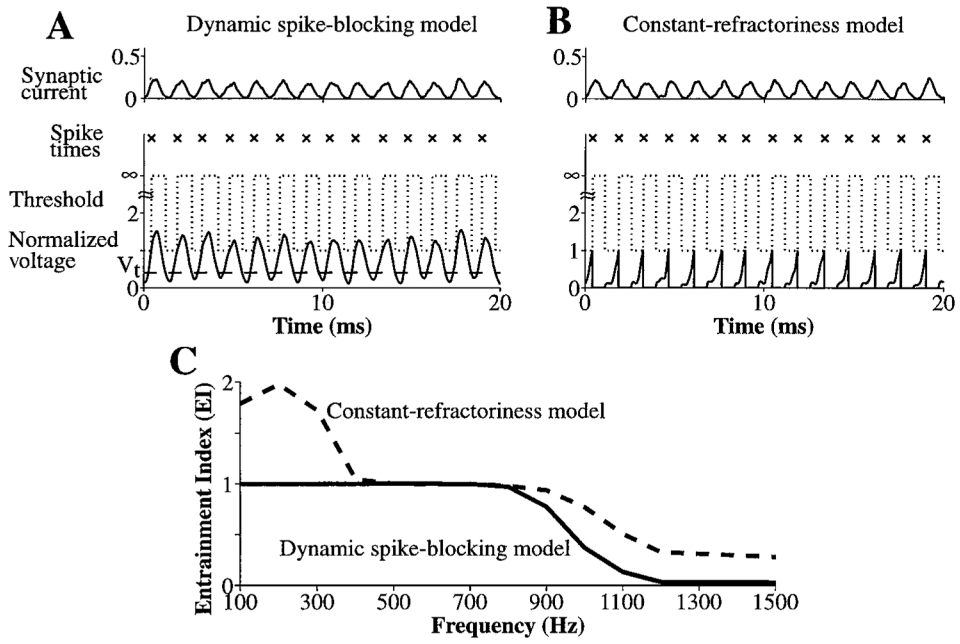 A
Dynamic spike-blocking model
B
Constant-refractoriness model
0.5
0
Synaptic
current
0.5
0
Spike
times
∞
Threshold
2
Normalized
voltage
1
Vt
0
0
10
20
Time (ms)
∞
2
1
0
0
10
20
Time (ms)
C
Entrainment Index (EI)
2
1
0
Constant-refractoriness model
Dynamic spike-blocking model
100
300
500
700
900
1100
1300
1500
Frequency (Hz)